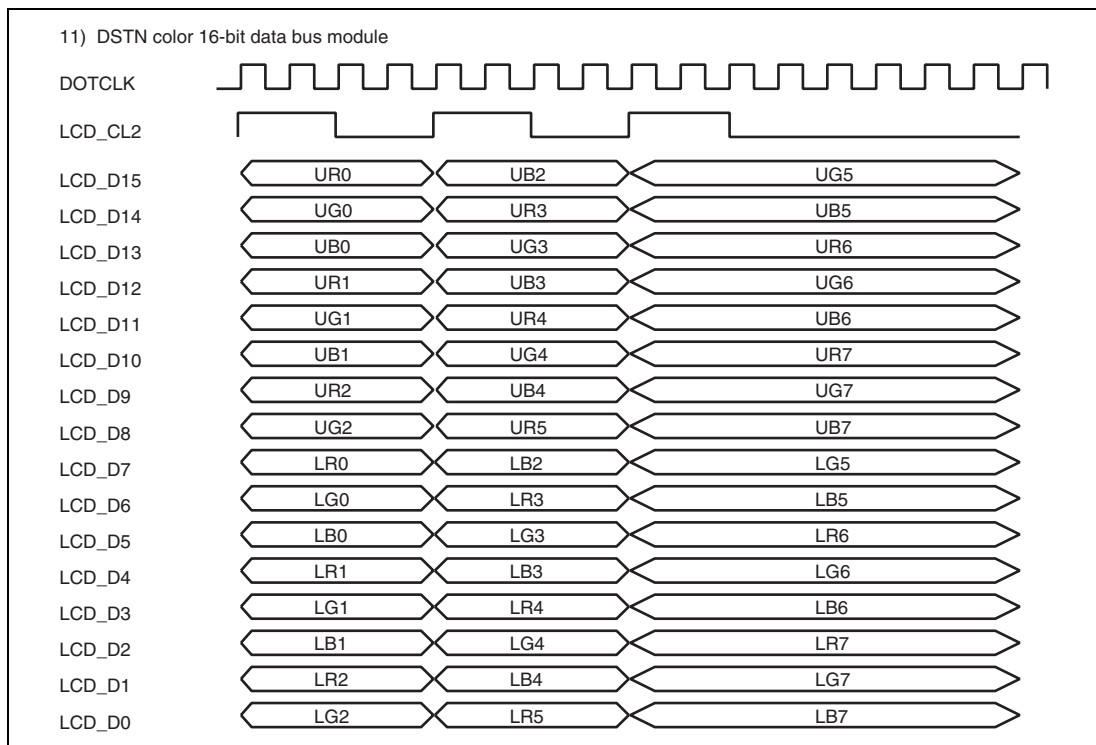 11) DSTN color 16-bit data bus module
DOTCLK
LCD_CL2
LCD_D15 UR0 UB2 UG5
LCD_D14 UG0 UR3 UB5
LCD_D13 UB0 UG3 UR6
LCD_D12 UR1 UB3 UG6
LCD_D11 UG1 UR4 UB6
LCD_D10 UB1 UG4 UR7
LCD_D9 UR2 UB4 UG7
LCD_D8 UG2 UR5 UB7
LCD_D7 LR0 LB2 LG5
LCD_D6 LG0 LR3 LB5
LCD_D5 LB0 LG3 LR6
LCD_D4 LR1 LB3 LG6
LCD_D3 LG1 LR4 LB6
LCD_D2 LB1 LG4 LR7
LCD_D1 LR2 LB4 LG7
LCD_D0 LG2 LR5 LB7